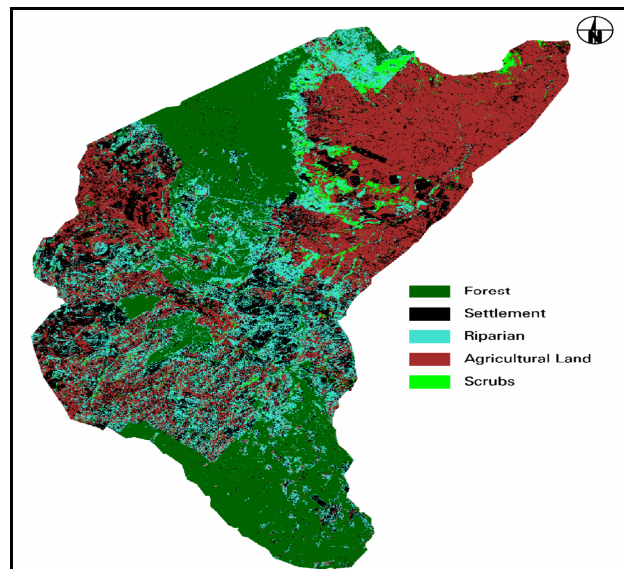 N
Forest
Settlement
Riparian
Agricultural Land
Scrubs